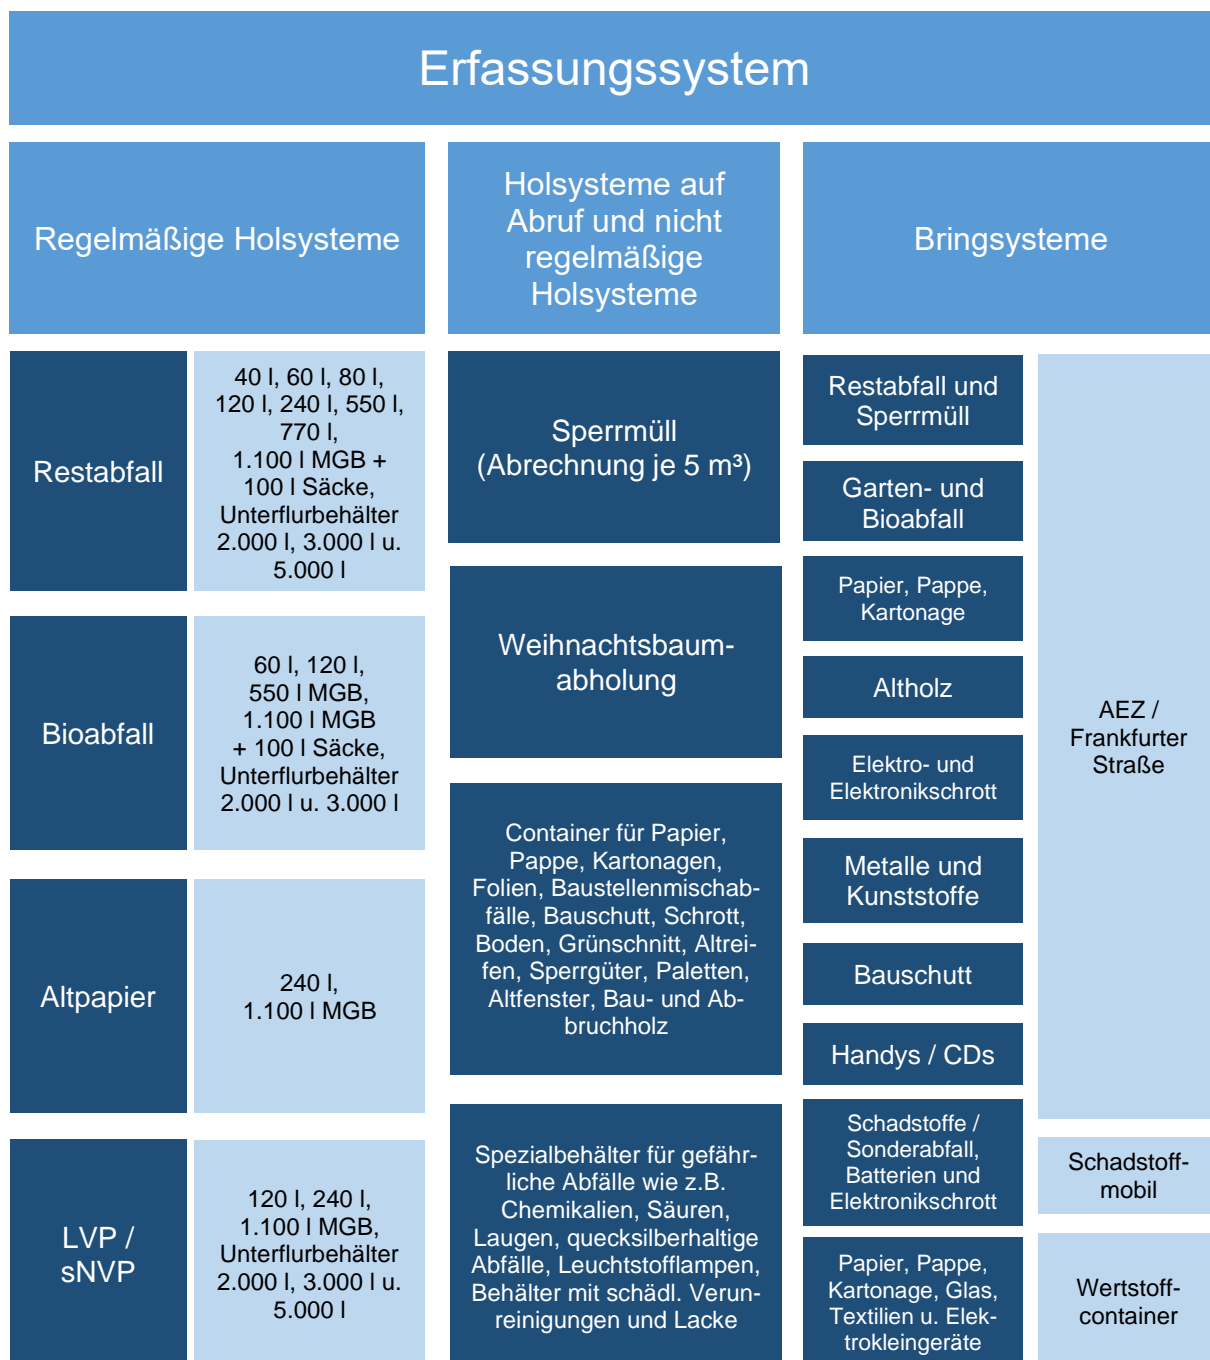 Erfassungssystem
Regelmäßige Holsysteme
Holsysteme auf
Abruf und nicht
regelmäßige
Holsysteme
Bringsysteme
Restabfall
40 l, 60 l, 80 l,
120 l, 240 l, 550 l,
770 l,
1.100 l MGB +
100 l Säcke,
Unterflurbehälter
2.000 l, 3.000 l u.
5.000 l
Bioabfall
60 l, 120 l,
550 l MGB,
1.100 l MGB
+ 100 l Säcke,
Unterflurbehälter
2.000 l u. 3.000 l
Altpapier
240 l,
1.100 l MGB
LVP /
sNVP
120 l, 240 l,
1.100 l MGB,
Unterflurbehälter
2.000 l, 3.000 l u.
5.000 l
Sperrmüll
(Abrechnung je 5 m³)
Weihnachtsbaum-
abholung
Container für Papier,
Pappe, Kartonagen,
Folien, Baustellenmischab-
fälle, Bauschutt, Schrott,
Boden, Grünschnitt, Altrei-
fen, Sperrgüter, Paletten,
Altfenster, Bau- und Ab-
bruchholz
Spezialbehälter für gefähr-
liche Abfälle wie z.B.
Chemikalien, Säuren,
Laugen, quecksilberhaltige
Abfälle, Leuchtstofflampen,
Behälter mit schädl. Verun-
reinigungen und Lacke
Restabfall und
Sperrmüll
Garten- und
Bioabfall
Papier, Pappe,
Kartonage
Altholz
Elektro- und
Elektronikschrott
Metalle und
Kunststoffe
Bauschutt
Handys / CDs
AEZ /
Frankfurter
Straße
Schadstoffe /
Sonderabfall,
Batterien und
Elektronikschrott
Schadstoff-
mobil
Papier, Pappe,
Kartonage, Glas,
Textilien u. Elek-
trokleingeräte
Wertstoff-
container